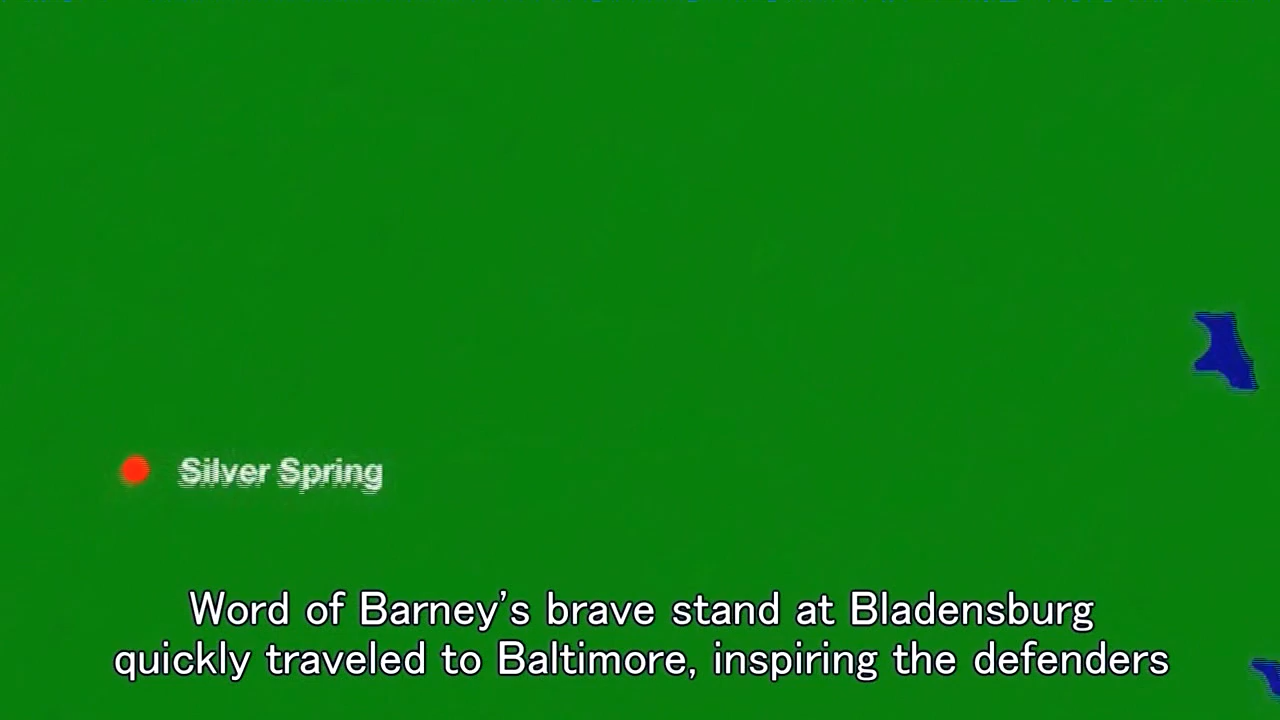 Silver Spring
Word of Barney’s brave stand at Bladensburg
quickly traveled to Baltimore, inspiring the defenders